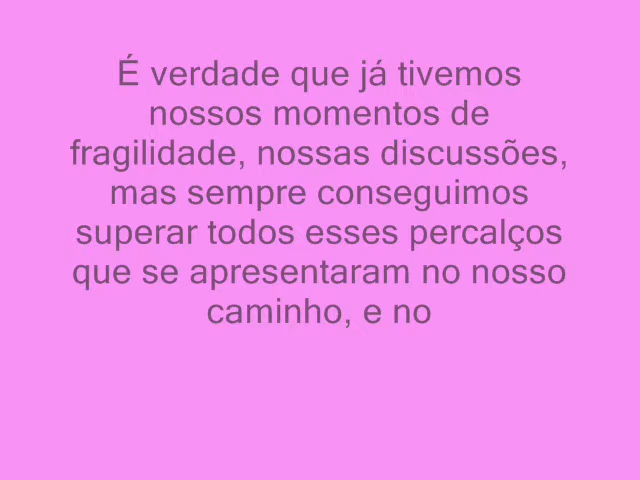 É verdade que já tivemos
nossos momentos de
fragilidade, nossas discussões,
mas sempre conseguimos
superar todos esses percalços
que se apresentaram no nosso
caminho, e no